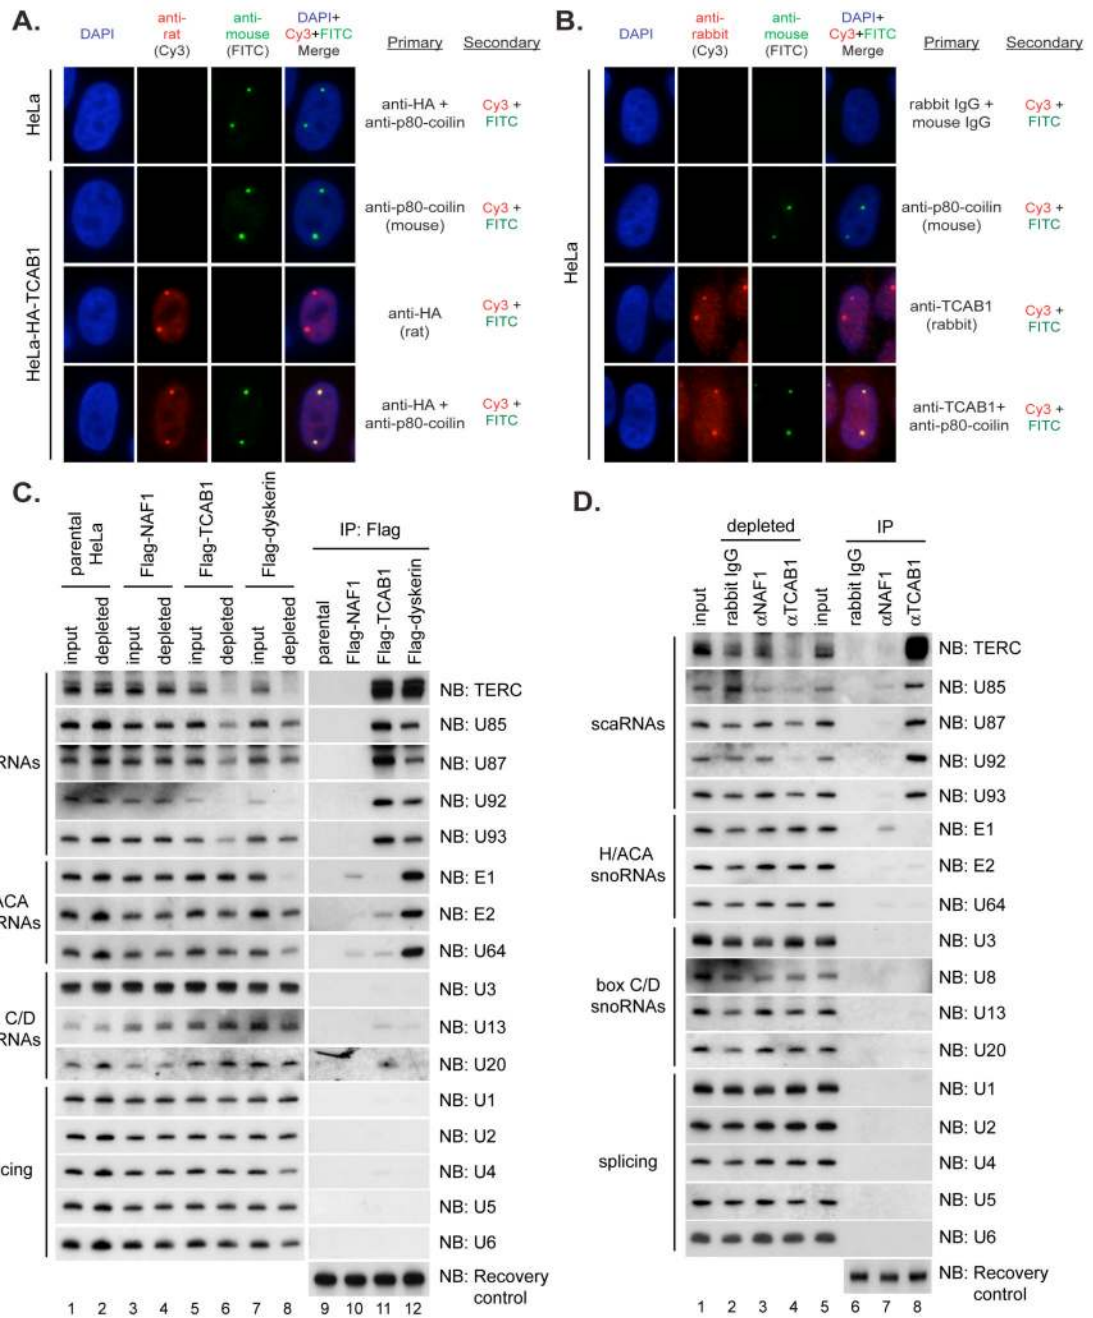 A.
DAPI
anti-
rat
(Cy3)
anti-
mouse
(FITC)
DAPI+
Cy3+FITC
Merge
Primary
Secondary
HeLa
anti-HA +
anti-p80-coilin
Cy3 +
FITC
HeLa-HA-TCAB1
anti-p80-coilin
(mouse)
Cy3 +
FITC
anti-HA
(rat)
Cy3 +
FITC
anti-HA +
anti-p80-coilin
Cy3 +
FITC
B.
DAPI
anti-
rabbit
(Cy3)
anti-
mouse
(FITC)
DAPI+
Cy3+FITC
Merge
Primary
Secondary
HeLa
rabbit IgG +
mouse IgG
Cy3 +
FITC
anti-p80-coilin
(mouse)
Cy3 +
FITC
anti-TCAB1
(rabbit)
Cy3 +
FITC
anti-TCAB1+
anti-p80-coilin
Cy3 +
FITC
C.
parental
HeLa
Flag-NAF1
Flag-TCAB1
Flag-dyskerin
IP: Flag
input
depleted
input
depleted
input
depleted
input
depleted
parental
Flag-NAF1
Flag-TCAB1
Flag-dyskerin
NB: TERC
NB: U85
RNAs
NB: U87
NB: U92
NB: U93
NB: E1
ACA
RNAs
NB: E2
NB: U64
NB: U3
C/D
RNAs
NB: U13
NB: U20
NB: U1
NB: U2
cing
NB: U4
NB: U5
NB: U6
NB: Recovery
control
1 2 3 4 5 6 7 8 9 10 11 12
D.
depleted
IP
input
rabbit IgG
αNAF1
αTCAB1
input
rabbit IgG
αNAF1
αTCAB1
NB: TERC
NB: U85
scaRNAs
NB: U87
NB: U92
NB: U93
NB: E1
H/ACA
snoRNAs
NB: E2
NB: U64
NB: U3
box C/D
snoRNAs
NB: U8
NB: U13
NB: U20
NB: U1
NB: U2
splicing
NB: U4
NB: U5
NB: U6
NB: Recovery
control
1 2 3 4 5 6 7 8